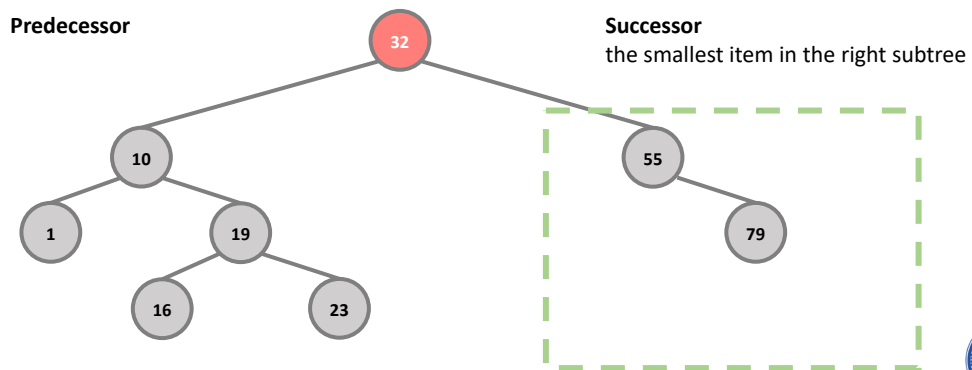 Predecessor
Successor
the smallest item in the right subtree
32
10
55
1
19
79
16
23